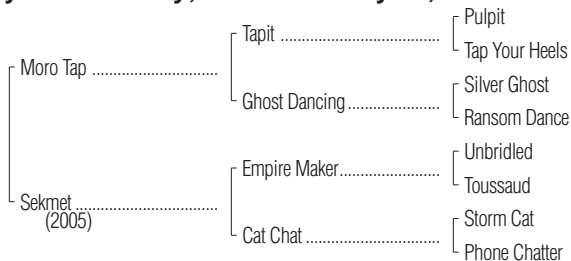 Pulpit
Tapit ..................................
Tap Your Heels
Moro Tap ............................
Silver Ghost
Ghost Dancing .....................
Ransom Dance
Unbridled
Empire Maker.......................
Toussaud
Sekmet ................................
(2005)
Storm Cat
Cat Chat ..............................
Phone Chatter